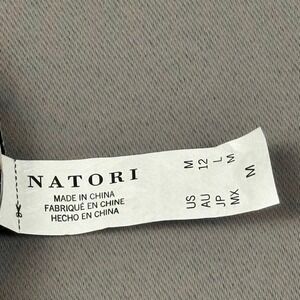 NATORI
MADE IN CHINA
FABRIQUÉ EN CHINE
HECHO EN CHINA
US M
AU 12
JP L
MX M
M